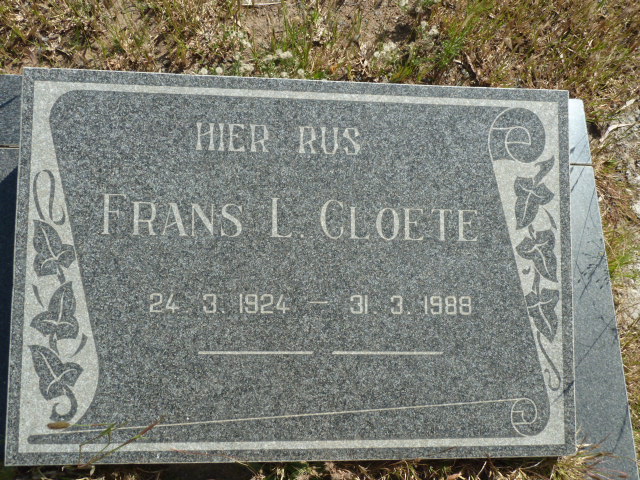 HIER RUS
FRANS L. CLOETE
24. 3. 1924 — 31. 3. 1988